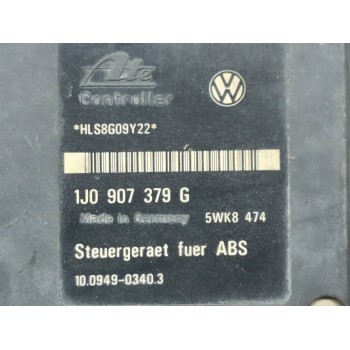 Ate
Controller
*HLS8G09Y22*
1J0 907 379 G
Made in Germany 5WK8 474
Steuergeraet fuer ABS
10.0949-0340.3